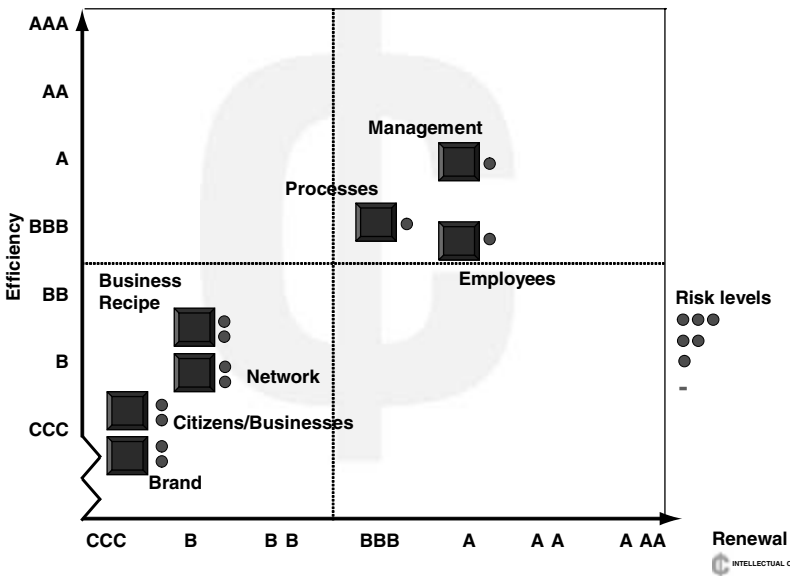 AAA
AA
A
BBB
BB
B
CCC
Efficiency
Management
Processes
Employees
Business
Recipe
Network
Citizens/Businesses
Brand
Risk levels
-
CCC B B B BBB A A A A AA
Renewal
INTELLECTUAL C